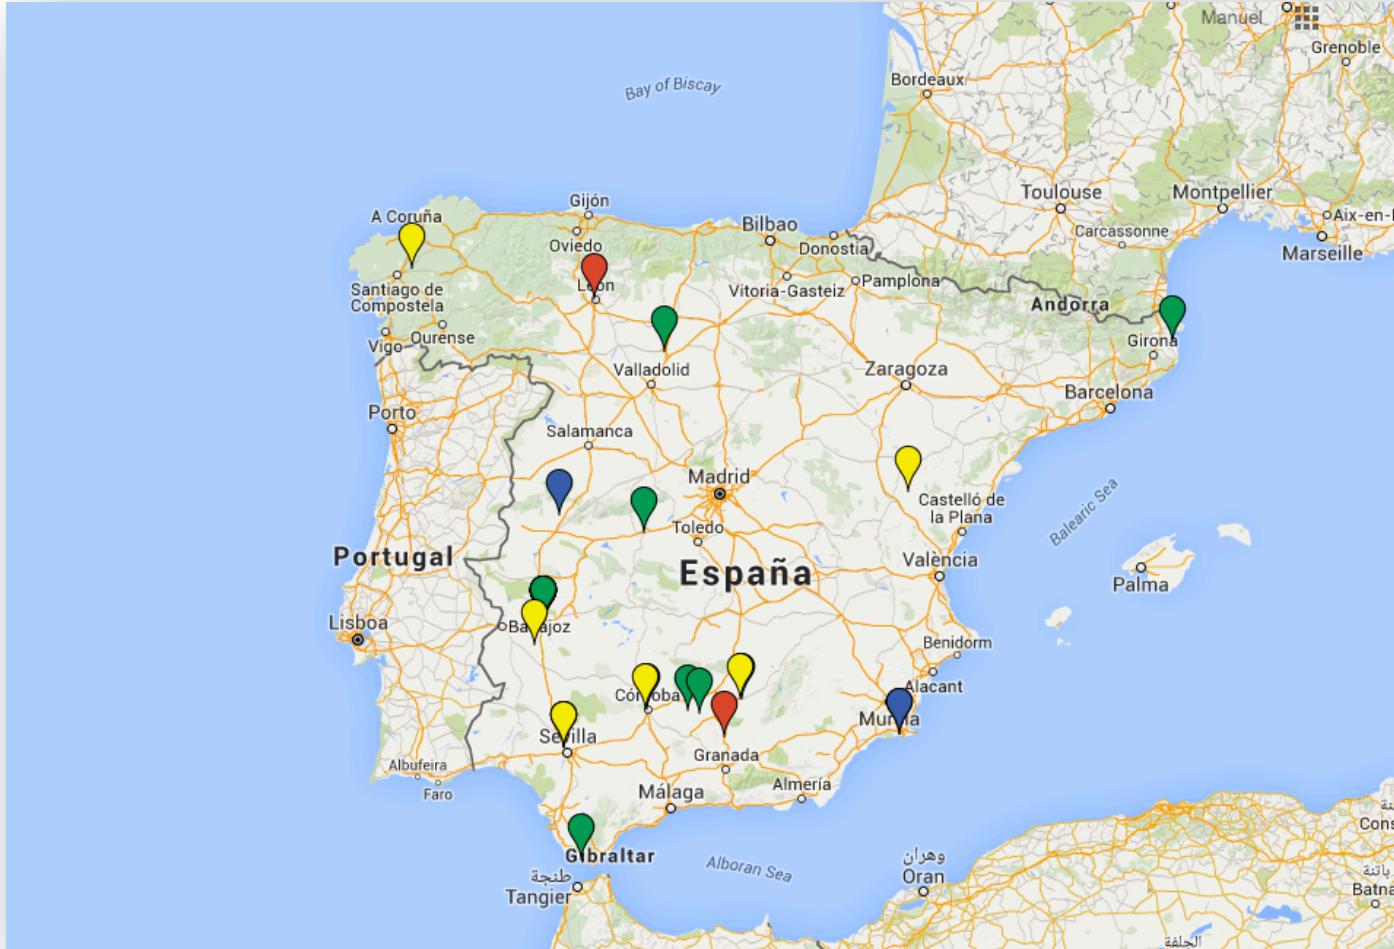 Manuel
Grenoble
Bordeaux
Bay of Biscay
Toulouse
Montpellier
Gijón
A Coruña
Bilbao
Aix-en-
Oviedo
Donostia
Carcassonne
Marseille
León
Vitoria-Gasteiz
Pamplona
Santiago de
Compostela
Andorra
Vigo
Ourense
Girona
Valladolid
Zaragoza
Barcelona
Porto
Salamanca
Madrid
Castelló de
la Plana
Balearic Sea
Toledo
Portugal
España
València
Palma
Lisboa
Badajoz
Benidorm
Alacant
Córdoba
Murcia
Sevilla
Granada
Albufeira
Faro
Málaga
Almería
Gibraltar
Alboran Sea
وهران
Oran
طنجة
Tangier
Cons
باتنة
Batna
الجلفة